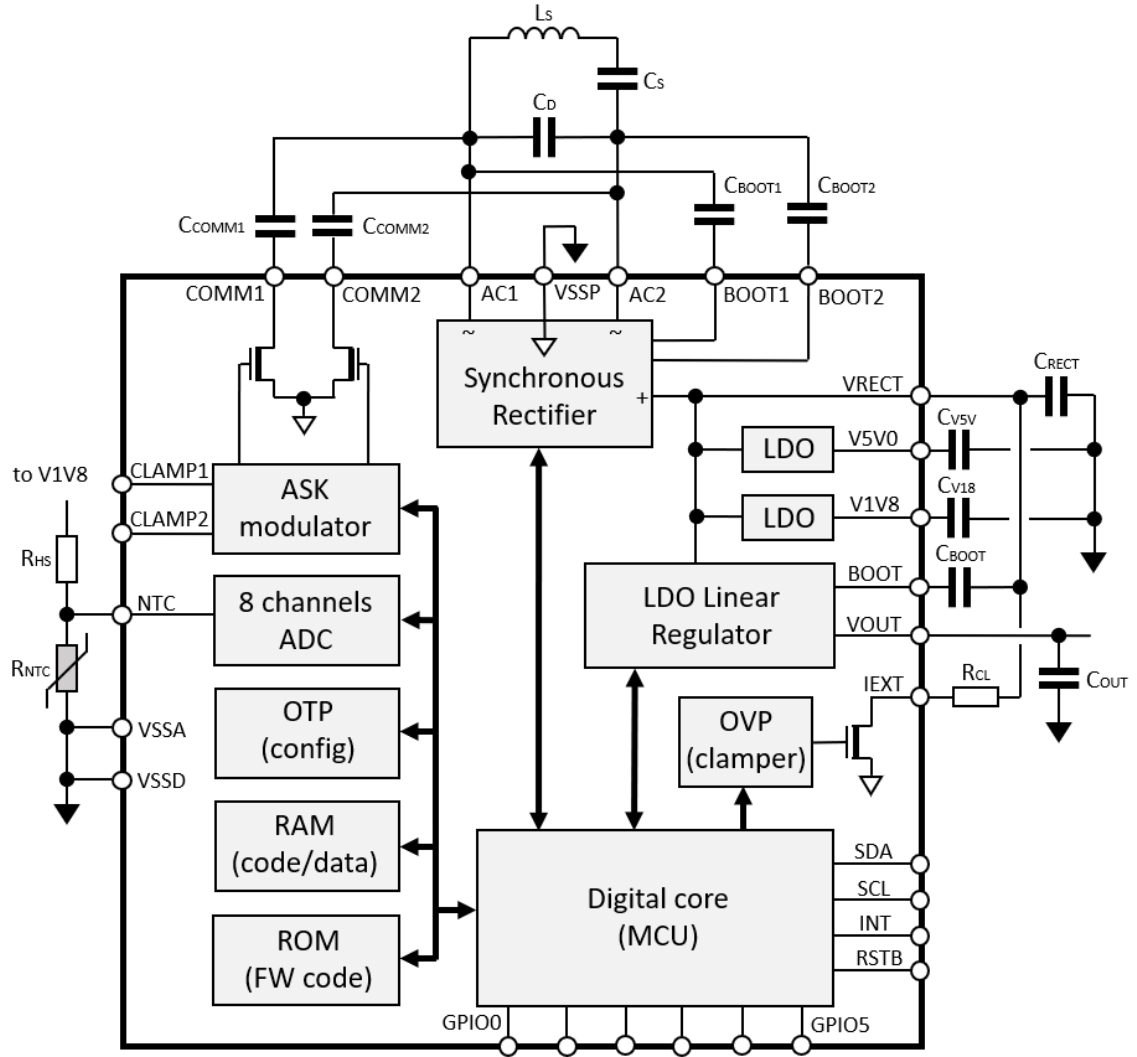 LS
CS
CD
CBOOT1
CBOOT2
CCOMM1
CCOMM2
COMM1
COMM2
AC1
VSSP
AC2
BOOT1
BOOT2
~
~
Synchronous
Rectifier
+
VRECT
CRECT
LDO
V5V0
CV5V
to V1V8
CLAMP1
CLAMP2
ASK
modulator
LDO
V1V8
CV18
RHS
NTC
8 channels
ADC
LDO Linear
Regulator
BOOT
CBOOT
VOUT
RNTC
IEXT
RCL
COUT
VSSA
VSSD
OTP
(config)
OVP
(clamper)
RAM
(code/data)
ROM
(FW code)
Digital core
(MCU)
SDA
SCL
INT
RSTB
GPIO0
GPIO5